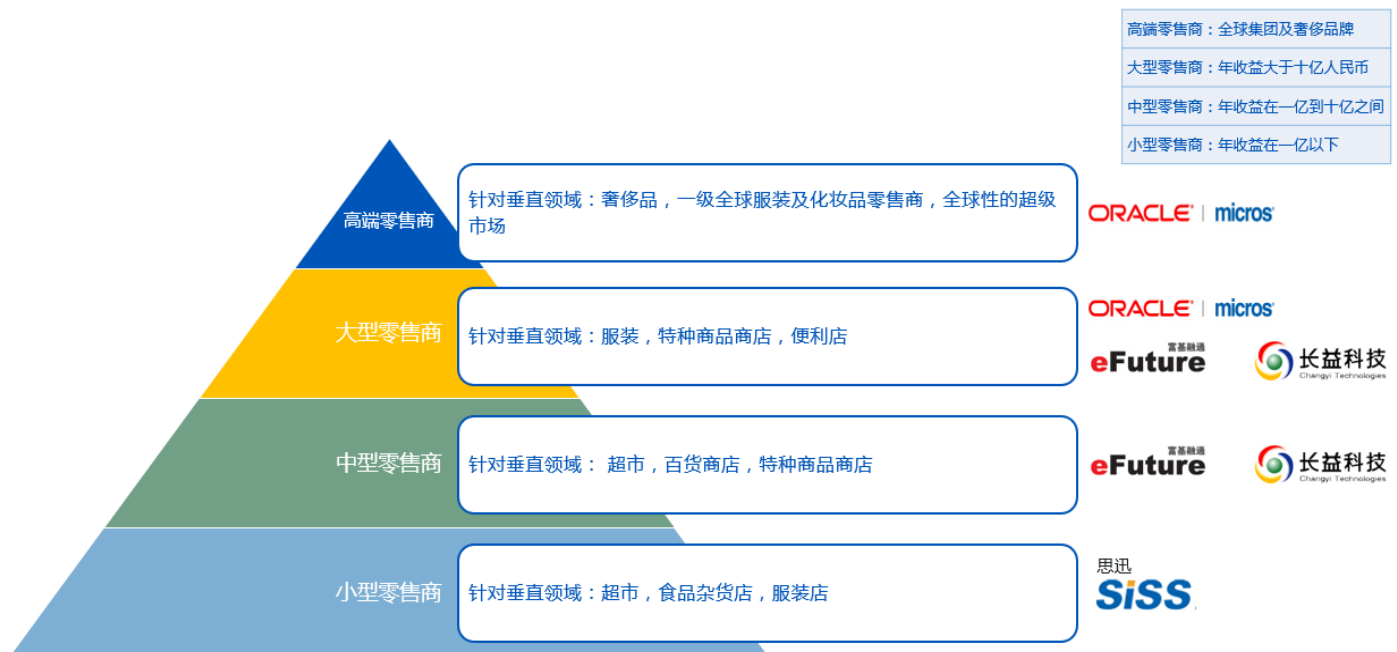 高端零售商：全球集团及奢侈品牌
大型零售商：年收益大于十亿人民币
中型零售商：年收益在一亿到十亿之间
小型零售商：年收益在一亿以下
高端零售商
针对垂直领域：奢侈品，一级全球服装及化妆品零售商，全球性的超级
市场
ORACLE | micros
大型零售商
针对垂直领域：服装，特种商品商店，便利店
ORACLE | micros
富基融通
eFuture
长益科技
Changyi Technologies
中型零售商
针对垂直领域： 超市，百货商店，特种商品商店
富基融通
eFuture
长益科技
Changyi Technologies
小型零售商
针对垂直领域：超市，食品杂货店，服装店
思迅
SiSS